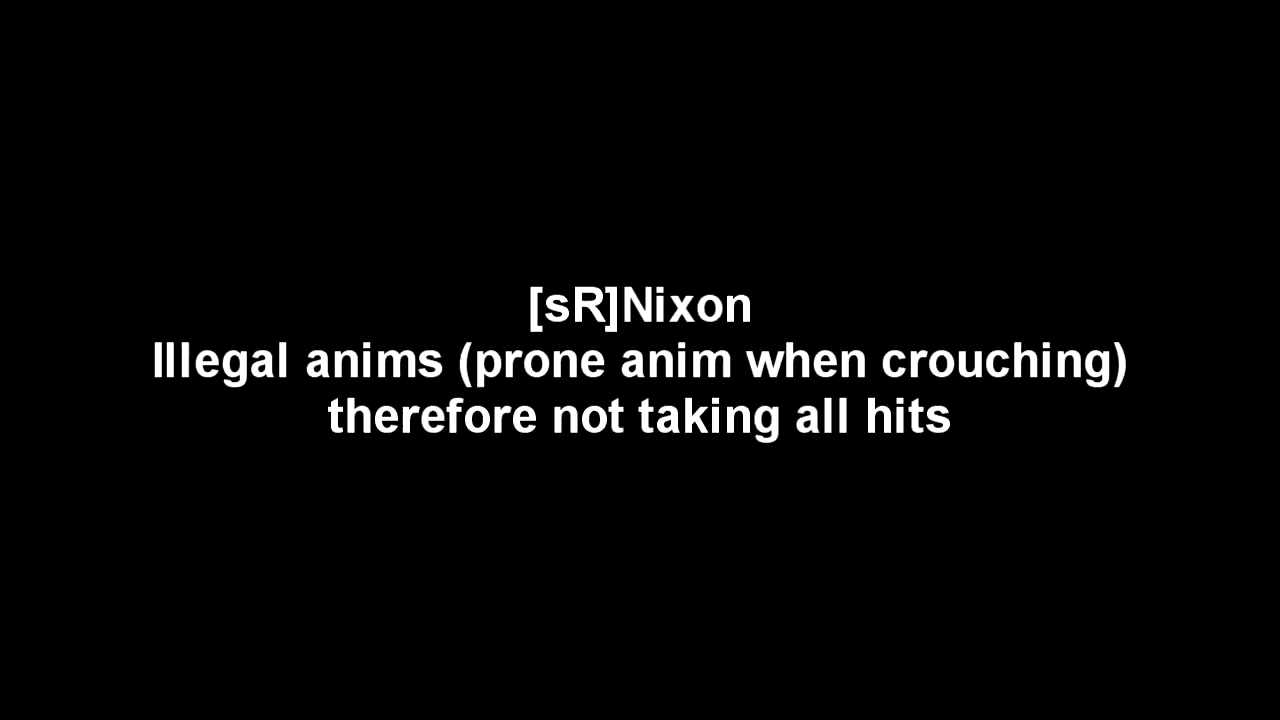 [sR]Nixon
Illegal anims (prone anim when crouching)
therefore not taking all hits